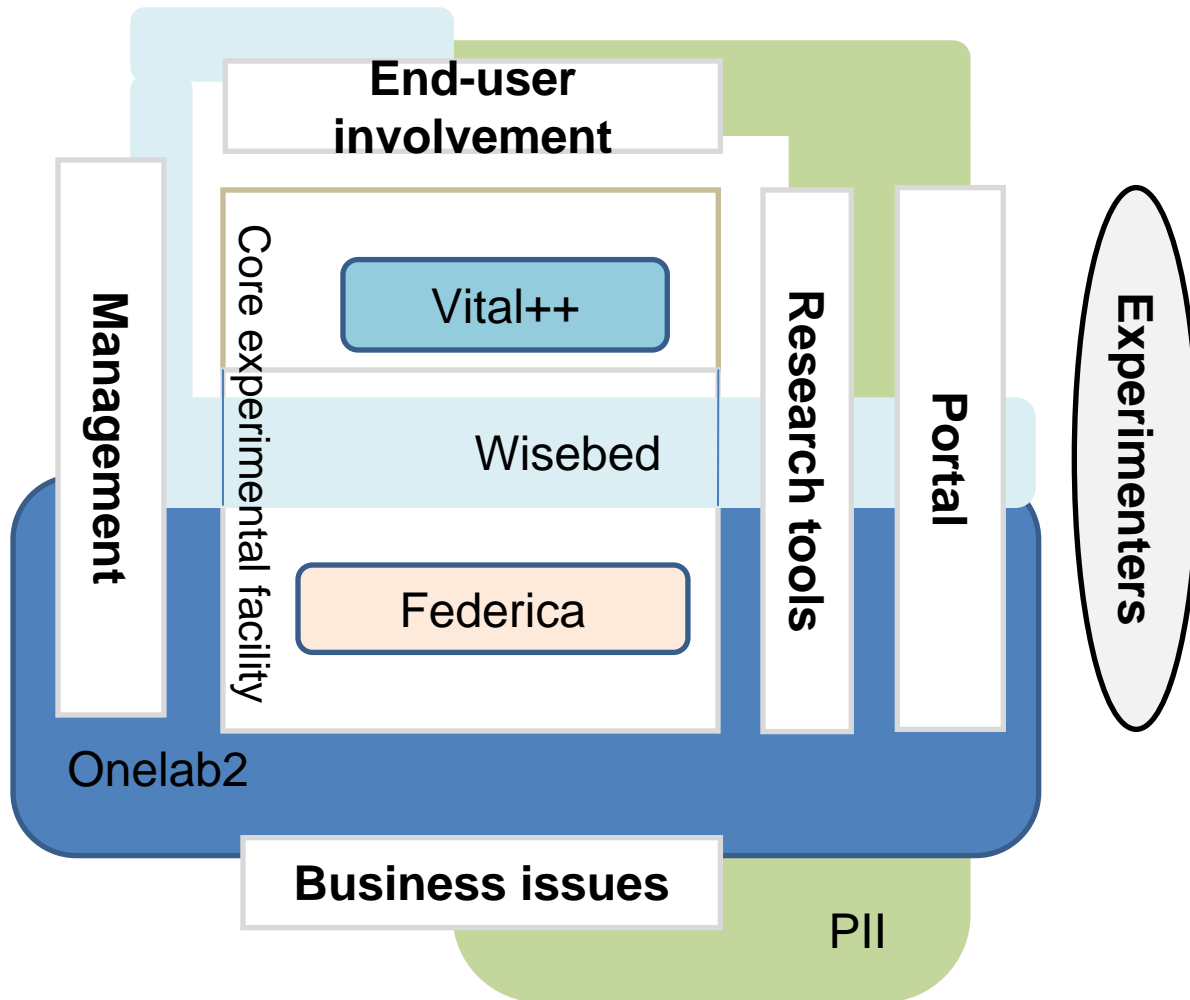 End-user
involvement
Management
Core experimental facility
Vital++
Wisebed
Federica
Research tools
Portal
Experimenters
Onelab2
Business issues
PII